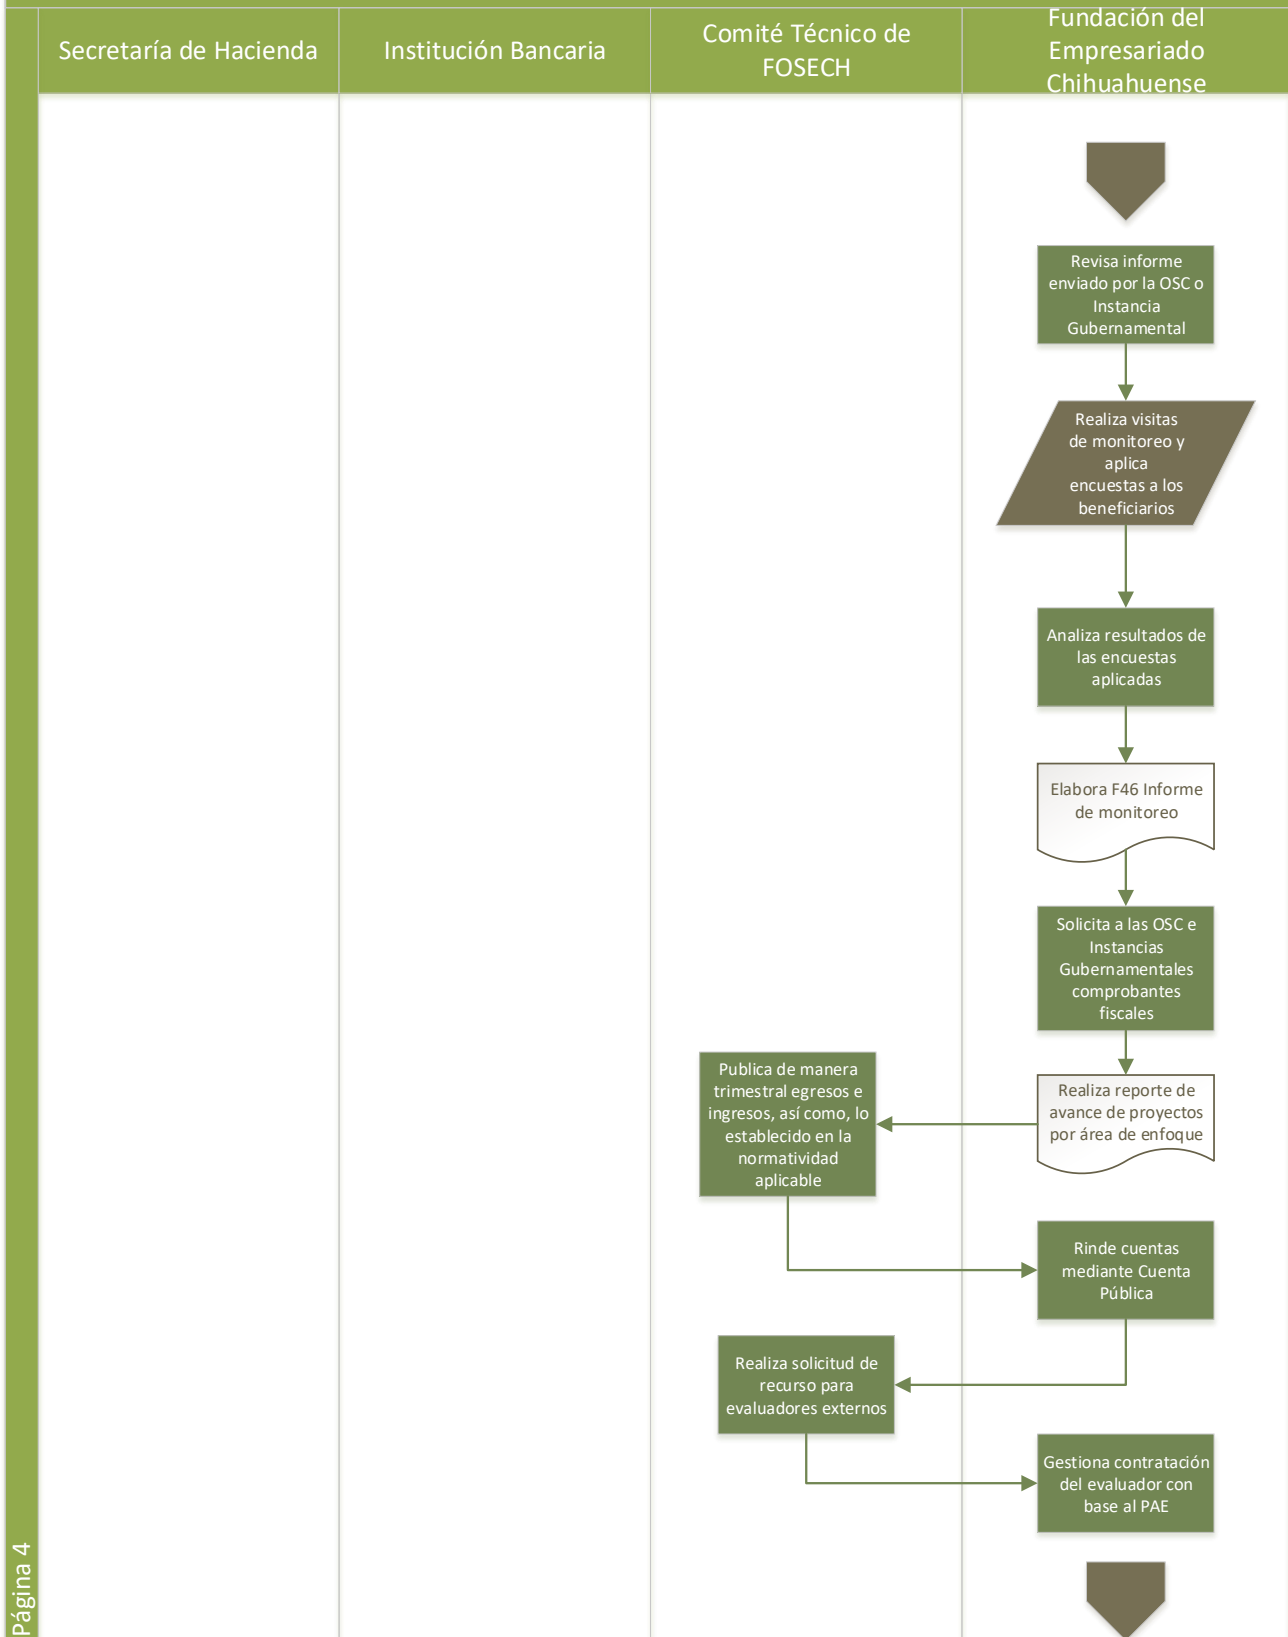 Secretaría de Hacienda
Institución Bancaria
Comité Técnico de
FOSECH
Fundación del
Empresariado
Chihuahuense
Revisa informe
enviado por la OSC o
Instancia
Gubernamental
Realiza visitas
de monitoreo y
aplica
encuestas a los
beneficiarios
Analiza resultados de
las encuestas
aplicadas
Elabora F46 Informe
de monitoreo
Solicita a las OSC e
Instancias
Gubernamentales
comprobantes
fiscales
Realiza reporte de
avance de proyectos
por área de enfoque
Publica de manera
trimestral egresos e
ingresos, así como, lo
establecido en la
normatividad
aplicable
Rinde cuentas
mediante Cuenta
Pública
Realiza solicitud de
recurso para
evaluadores externos
Gestiona contratación
del evaluador con
base al PAE
Página 4